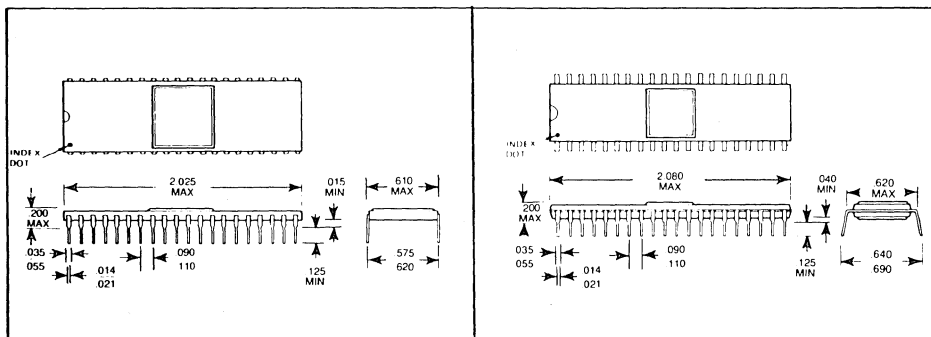 INDEX
DOT
2.025
MAX
.200
MAX
.015
MIN
.610
MAX
.035
055
.014
.021
090
110
.125
MIN
575
620
INDEX
DOT
2.080
MAX
200
MAX
040
MIN
.620
MAX
.035
055
014
021
090
110
125
MIN
.640
690